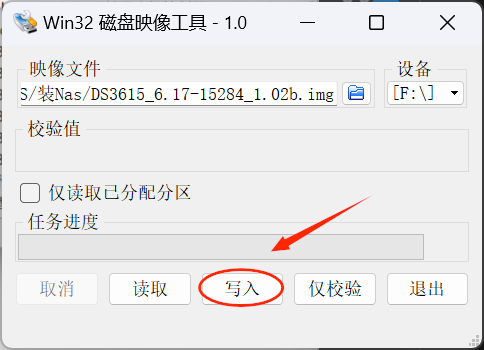 Win32 磁盘映像工具 - 1.0
映像文件
设备
S/装Nas/DS3615_6.17-15284_1.02b.img
[F:\]
校验值
仅读取已分配分区
任务进度
取消 读取 写入 仅校验 退出